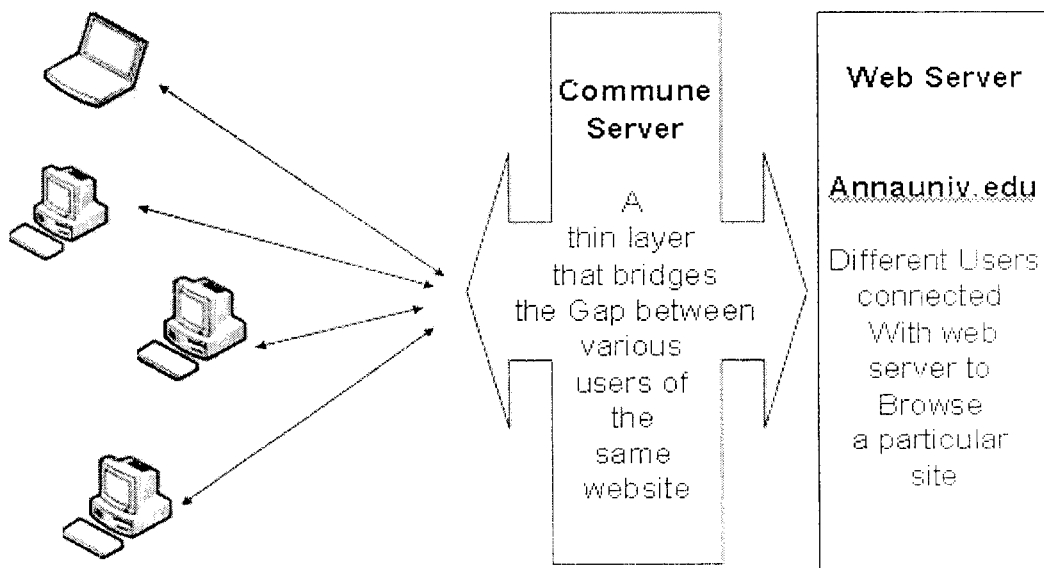 Commune
Server
A
thin layer
that bridges
the Gap between
various
users of
the
same
website
Web Server
Annauniv.edu
Different Users
connected
With web
server to
Browse
a particular
site